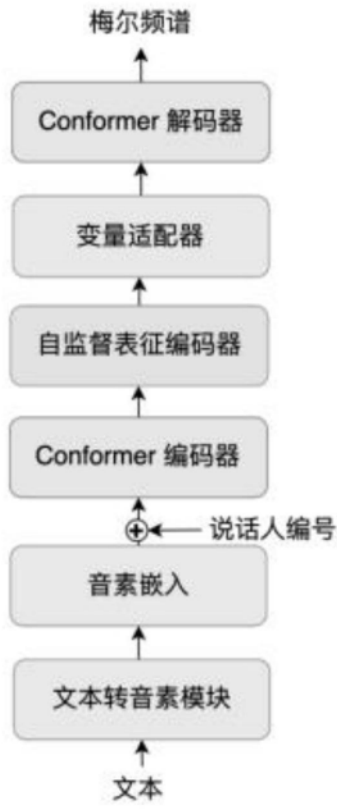 梅尔频谱
Conformer 解码器
变量适配器
自监督表征编码器
Conformer 编码器
说话人编号
音素嵌入
文本转音素模块
文本